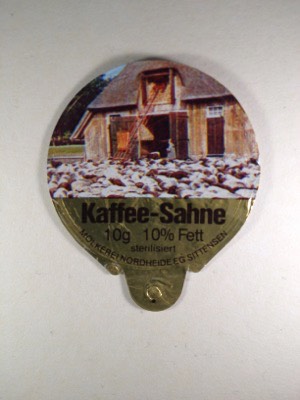 Kaffee-Sahne
10g 10% Fett
sterilisiert
MOLKEREI NORDHEIDE EG SITTENSEN